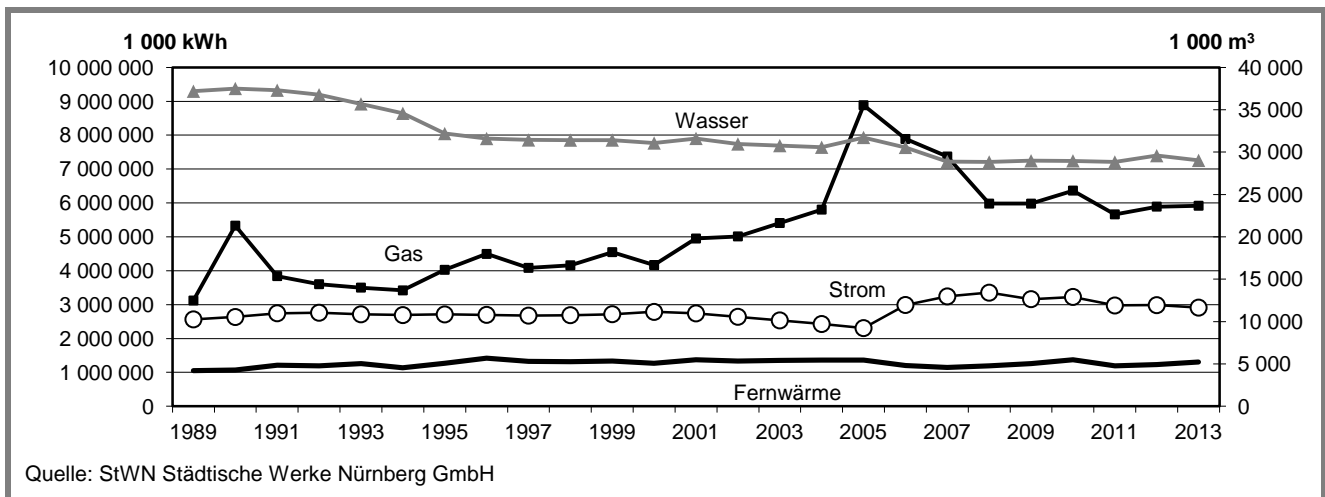 1 000 kWh 1 000 m³
10 000 000 40 000
9 000 000 35 000
8 000 000 Wasser
30 000
7 000 000
6 000 000 25 000
5 000 000 20 000
Gas
4 000 000 15 000
3 000 000 Strom
10 000
2 000 000
1 000 000 5 000
Fernwärme
0 0
1989 1991 1993 1995 1997 1999 2001 2003 2005 2007 2009 2011 2013
Quelle: StWN Städtische Werke Nürnberg GmbH